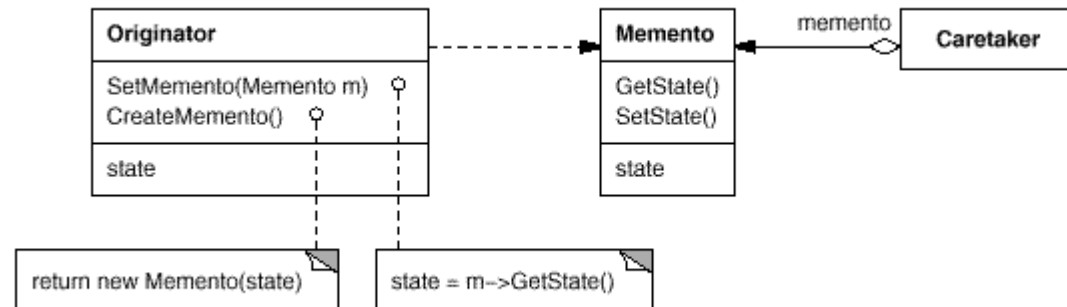 Originator
SetMemento(Memento m)
CreateMemento()
state
return new Memento(state)
state = m->GetState()
Memento
GetState()
SetState()
state
memento
Caretaker